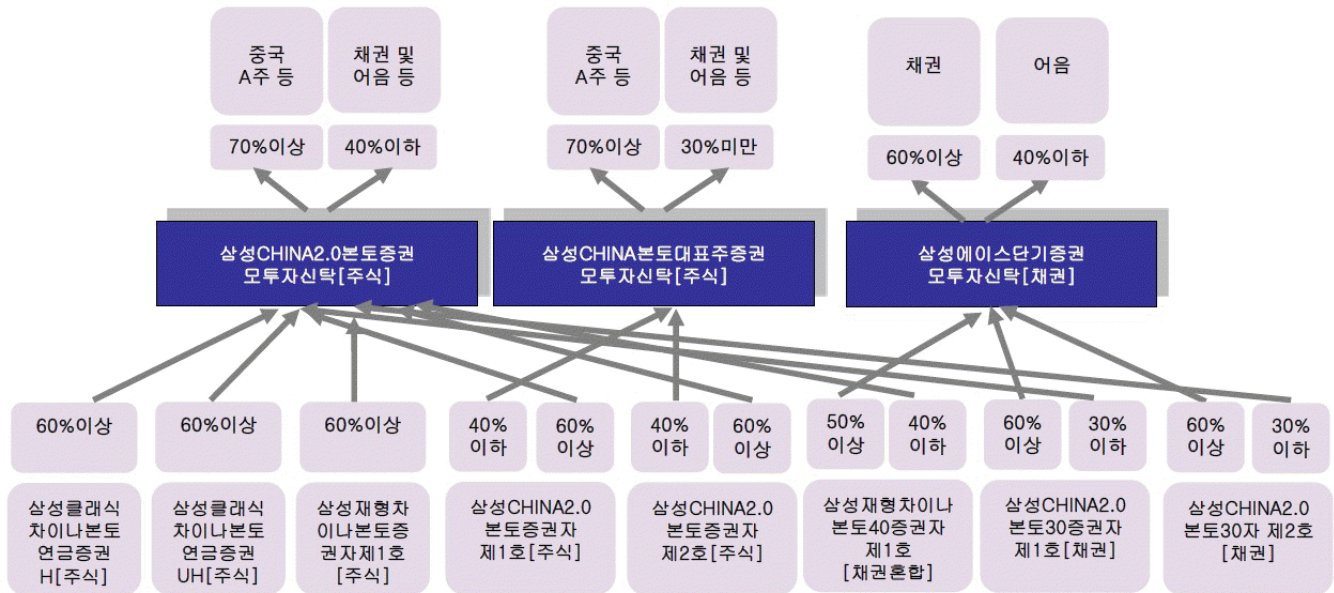 중국
A주 등
채권 및
어음 등
중국
A주 등
채권 및
어음 등
채권
어음
70%이상
40%이하
70%이상
30%미만
60%이상
40%이하
삼성CHINA2.0본토증권
모투자신탁[주식]
삼성CHINA본토대표주증권
모투자신탁[주식]
삼성에이스단기증권
모투자신탁[채권]
60%이상
60%이상
60%이상
40%
이하
60%
이상
40%
이하
60%
이상
50%
이상
40%
이하
60%
이상
30%
이하
60%
이상
30%
이하
삼성클래식
차이나본토
연금증권
H[주식]
삼성클래식
차이나본토
연금증권
UH[주식]
삼성재형차
이나본토증
권자제1호
[주식]
삼성CHINA2.0
본토증권자
제1호[주식]
삼성CHINA2.0
본토증권자
제2호[주식]
삼성재형차이나
본토40증권자
제1호
[채권혼합]
삼성CHINA2.0
본토30증권자
제1호[채권]
삼성CHINA2.0
본토30자 제2호
[채권]